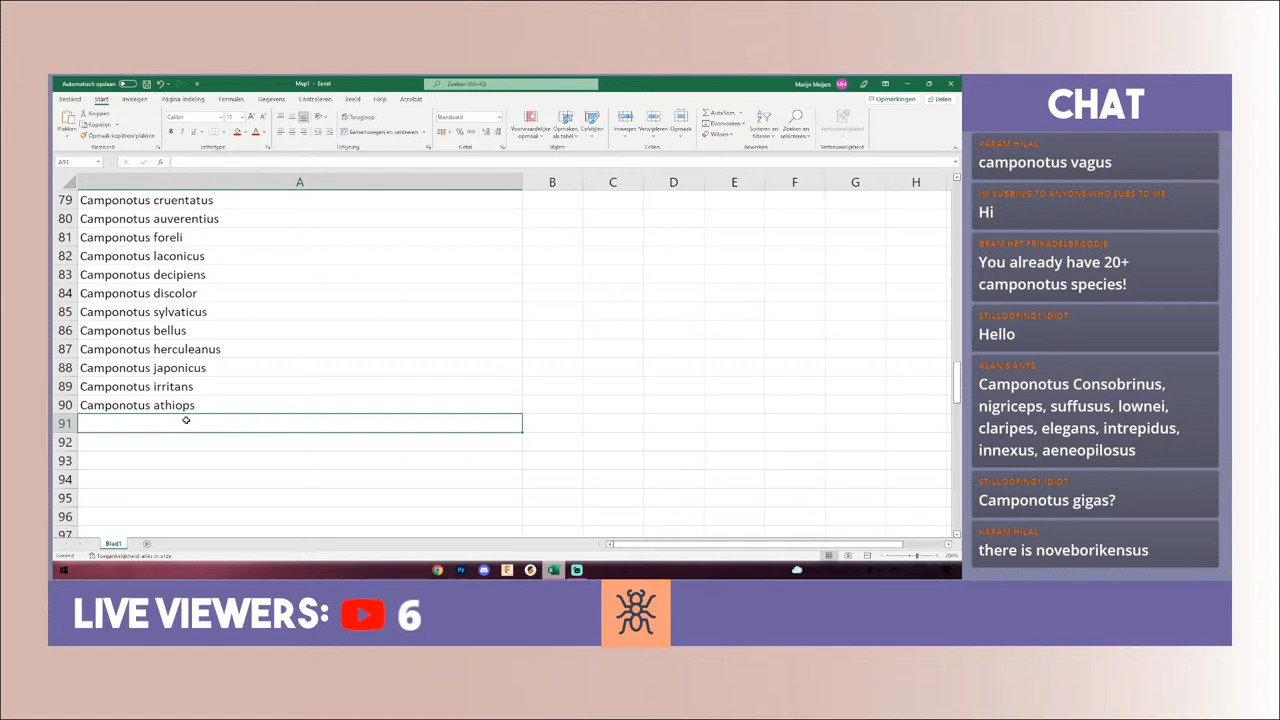 Automatisch opslaan
Map1 - Excel
Zoeken (Alt+Q)
Marijn Meijers
MM
Bestand Start Invoegen Pagina-indeling Formules Gegevens Controleren Beeld Help Acrobat
Opmerkingen Delen
Plakken
Knippen
Kopiëren
Opmaak kopiëren/plakken
Klembord
Calibri 11
Lettertype
Terugloop
Samenvoegen en centreren
Uitlijning
Standaard
Getal
Voorwaardelijke opmaak
Opmaken als tabel
Celstijlen
Stijlen
Invoegen Verwijderen Opmaak
Cellen
AutoSom
Doorvoeren
Wissen
Sorteren en filteren
Zoeken en selecteren
Bewerken
Vertrouwelijkheid
Vertrouwelijkheid
A91
A B C D E F G H
79 Camponotus cruentatus
80 Camponotus auverentius
81 Camponotus foreli
82 Camponotus laconicus
83 Camponotus decipiens
84 Camponotus discolor
85 Camponotus sylvaticus
86 Camponotus bellus
87 Camponotus herculeanus
88 Camponotus japonicus
89 Camponotus irritans
90 Camponotus athiops
91
92
93
94
95
96
97
Blad1
Gereed
Toegankelijkheid: alles in orde
200%
CHAT
KARAM HILAL
camponotus vagus
IM SUBBING TO ANYONE WHO SUBS TO ME
Hi
BRAM HET FRIKADELBROODJE
You already have 20+
camponotus species!
STILLOOFING1 IDIOT
Hello
ALAN'S ANTS
Camponotus Consobrinus,
nigriceps, suffusus, lownei,
claripes, elegans, intrepidus,
innexus, aeneopilosus
STILLOOFING1 IDIOT
Camponotus gigas?
KARAM HILAL
there is noveborikensus
LIVE VIEWERS: 6